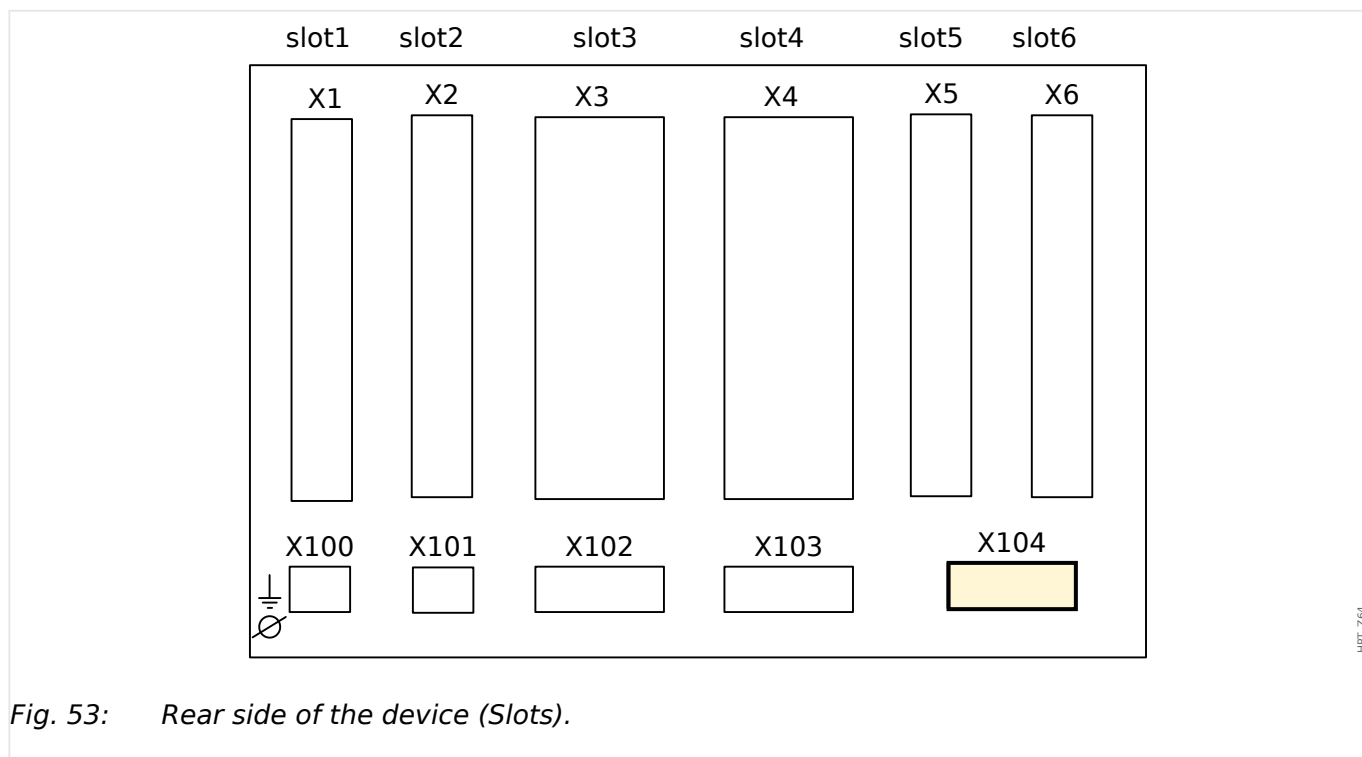 slot1 slot2 slot3 slot4 slot5 slot6
X1 X2 X3 X4 X5 X6
X100 X101 X102 X103 X104
HPT_Z64
Fig. 53: Rear side of the device (Slots).